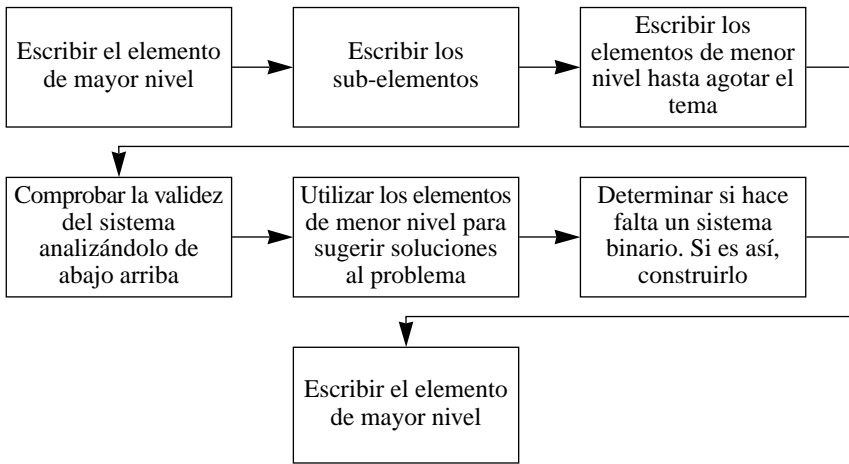 Escribir el elemento
de mayor nivel
Escribir los
sub-elementos
Escribir los
elementos de menor
nivel hasta agotar el
tema
Comprobar la validez
del sistema
analizándolo de
abajo arriba
Utilizar los elementos
de menor nivel para
sugerir soluciones
al problema
Determinar si hace
falta un sistema
binario. Si es así,
construirlo
Escribir el elemento
de mayor nivel